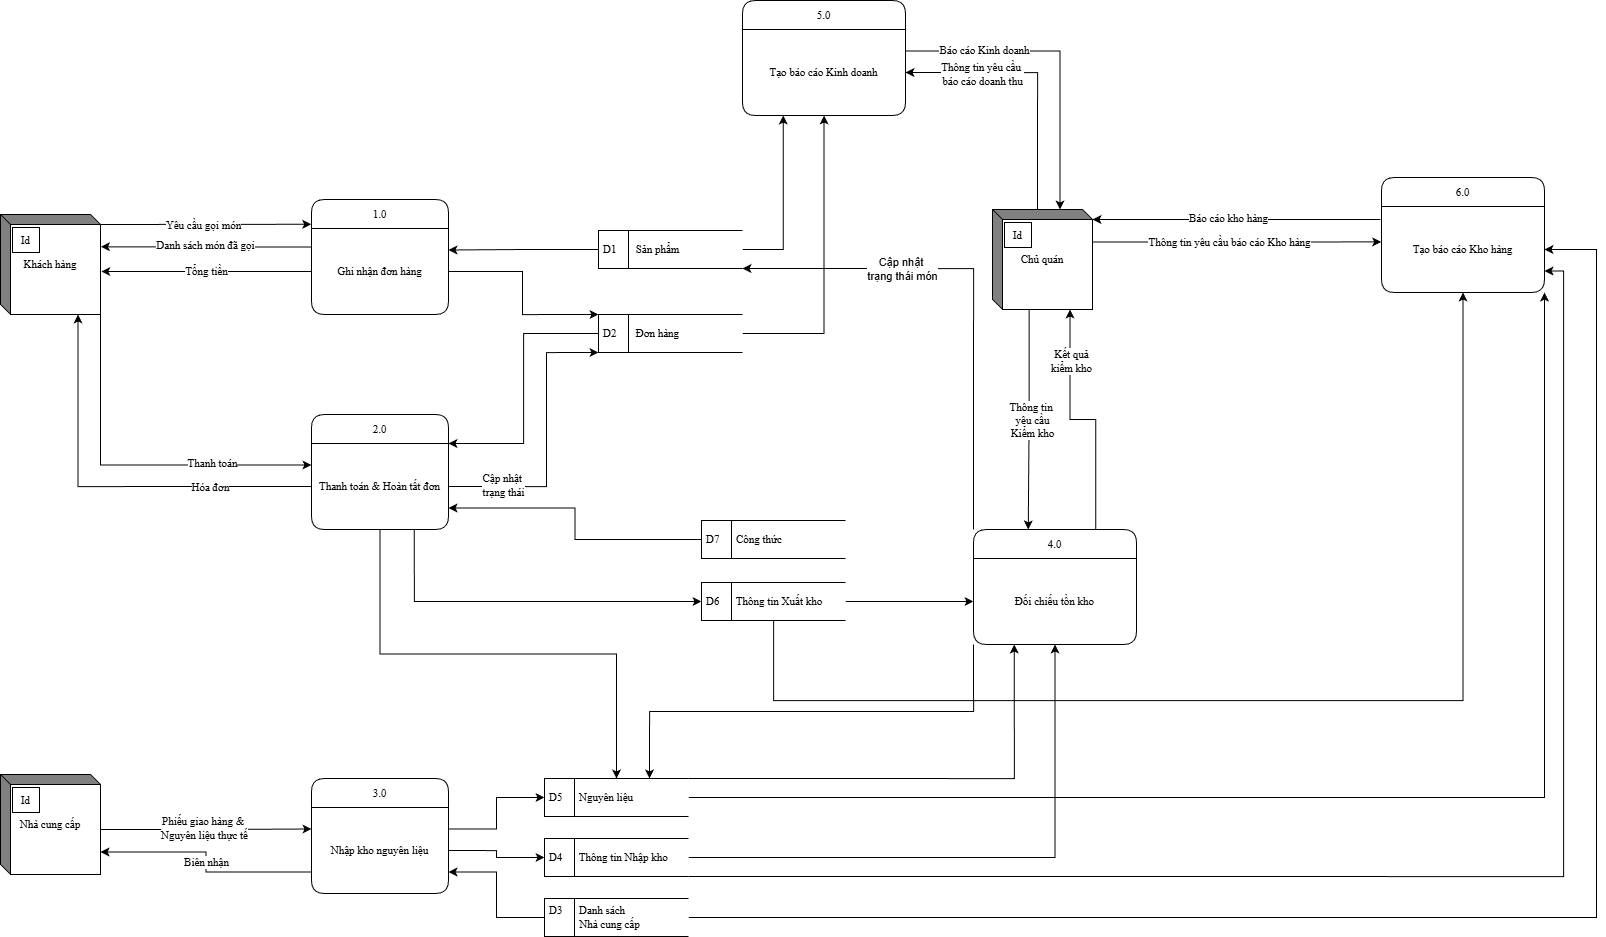 5.0
Tạo báo cáo Kinh doanh
Báo cáo Kinh doanh
Thông tin yêu cầu
báo cáo doanh thu
6.0
Tạo báo cáo Kho hàng
1.0
Ghi nhận đơn hàng
Id
Khách hàng
Yêu cầu gọi món
Danh sách món đã gọi
Tổng tiền
D1
Sản phẩm
Cập nhật
trạng thái món
Id
Chủ quán
Báo cáo kho hàng
Thông tin yêu cầu báo cáo Kho hàng
D2
Đơn hàng
Kết quả
kiểm kho
Thông tin
yêu cầu
Kiểm kho
2.0
Thanh toán & Hoàn tất đơn
Thanh toán
Hóa đơn
Cập nhật
trạng thái
D7
Công thức
4.0
Đối chiếu tồn kho
D6
Thông tin Xuất kho
Id
Nhà cung cấp
Phiếu giao hàng &
Nguyên liệu thực tế
Biên nhận
3.0
Nhập kho nguyên liệu
D5
Nguyên liệu
D4
Thông tin Nhập kho
D3
Danh sách
Nhà cung cấp